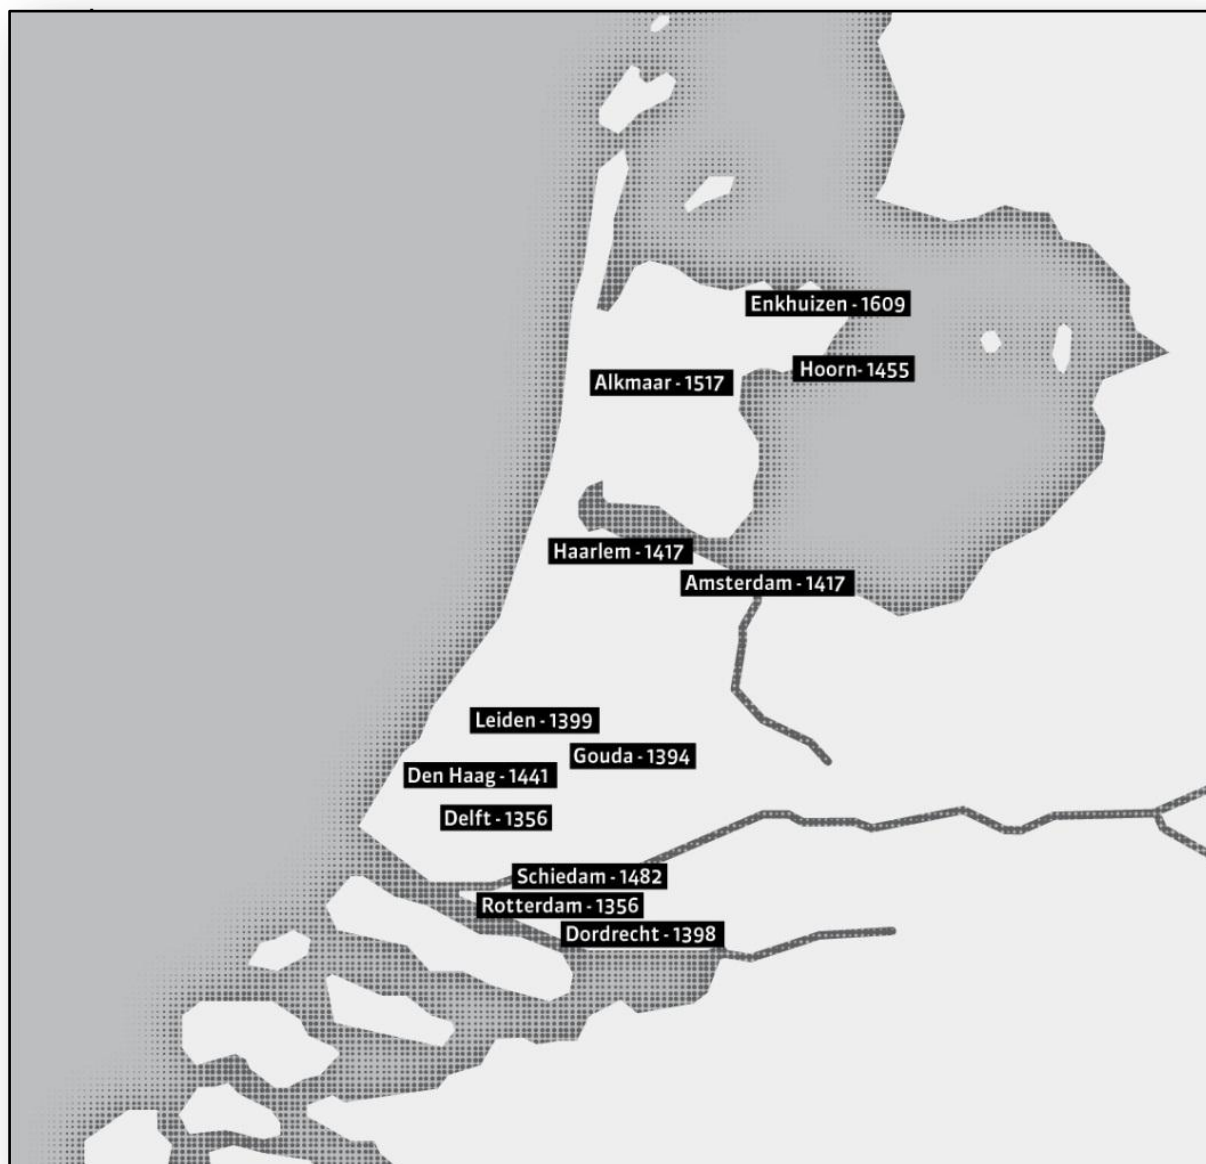 Enkhuizen - 1609
Hoorn- 1455
Alkmaar - 1517
Haarlem - 1417
Amsterdam - 1417
Leiden - 1399
Gouda - 1394
Den Haag - 1441
Delft - 1356
Schiedam - 1482
Rotterdam - 1356
Dordrecht - 1398